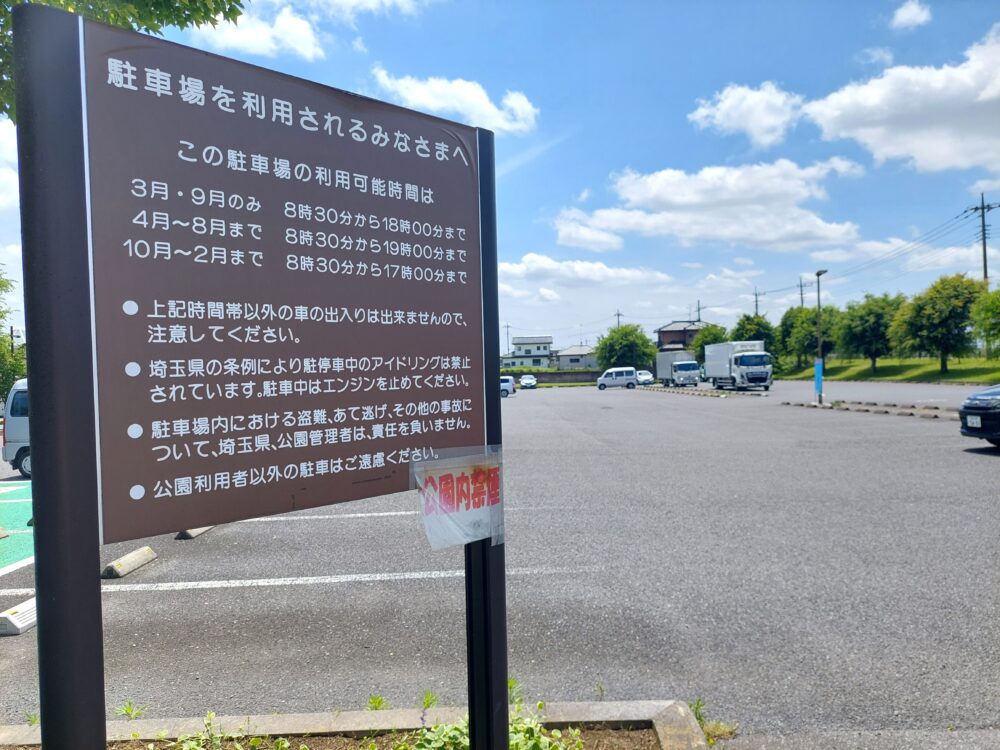 駐車場を利用されるみなさまへ
この駐車場の利用可能時間は
3月・9月のみ 8時30分から18時00分まで
4月～8月まで 8時30分から19時00分まで
10月～2月まで 8時30分から17時00分まで
● 上記時間帯以外の車の出入りは出来ませんので、
注意してください。
● 埼玉県の条例により駐停車中のアイドリングは禁止
されています。駐車中はエンジンを止めてください。
● 駐車場内における盗難、あて逃げ、その他の事故に
ついて、埼玉県、公園管理者は、責任を負いません。
● 公園利用者以外の駐車はご遠慮ください。
公園内禁煙